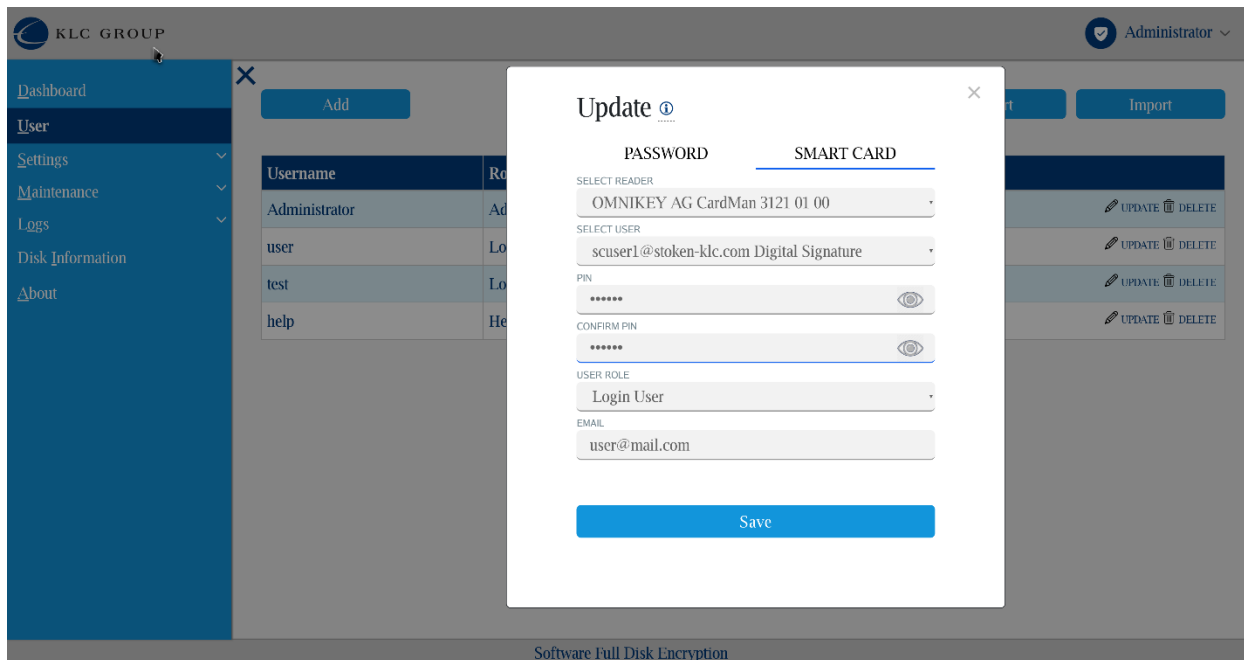 KLC GROUP
Administrator
Dashboard
User
Settings
Maintenance
Logs
Disk Information
About
Add
Import
Username
Administrator
UPDATE DELETE
user
UPDATE DELETE
test
UPDATE DELETE
help
UPDATE DELETE
Update
PASSWORD SMART CARD
SELECT READER
OMNIKEY AG CardMan 3121 01 00
SELECT USER
scuser1@stoken-klc.com Digital Signature
PIN
••••••
CONFIRM PIN
••••••
USER ROLE
Login User
EMAIL
user@mail.com
Save
Software Full Disk Encryption